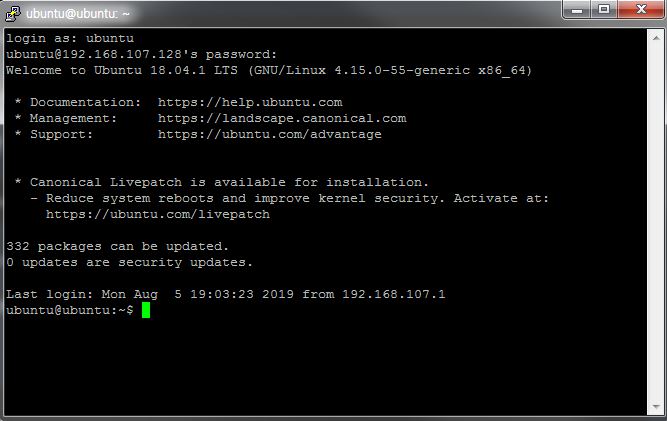 ubuntu@ubuntu: ~
login as: ubuntu
ubuntu@192.168.107.128's password:
Welcome to Ubuntu 18.04.1 LTS (GNU/Linux 4.15.0-55-generic x86_64)
* Documentation:  https://help.ubuntu.com
* Management:     https://landscape.canonical.com
* Support:        https://ubuntu.com/advantage
* Canonical Livepatch is available for installation.
- Reduce system reboots and improve kernel security. Activate at:
https://ubuntu.com/livepatch
332 packages can be updated.
0 updates are security updates.
Last login: Mon Aug  5 19:03:23 2019 from 192.168.107.1
ubuntu@ubuntu:~$